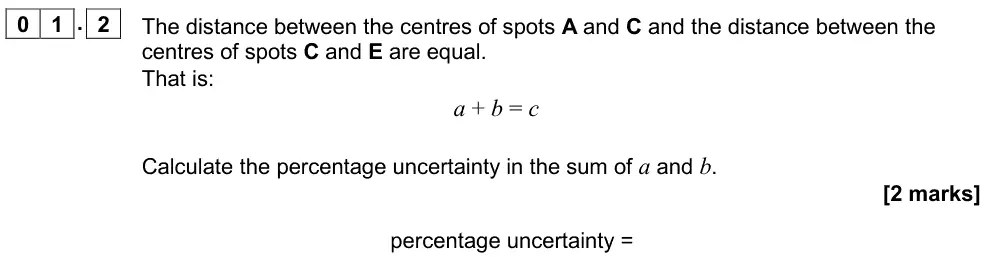 0 1 . 2 The distance between the centres of spots A and C and the distance between the
centres of spots C and E are equal.
That is:
a + b = c
Calculate the percentage uncertainty in the sum of a and b.
[2 marks]
percentage uncertainty =